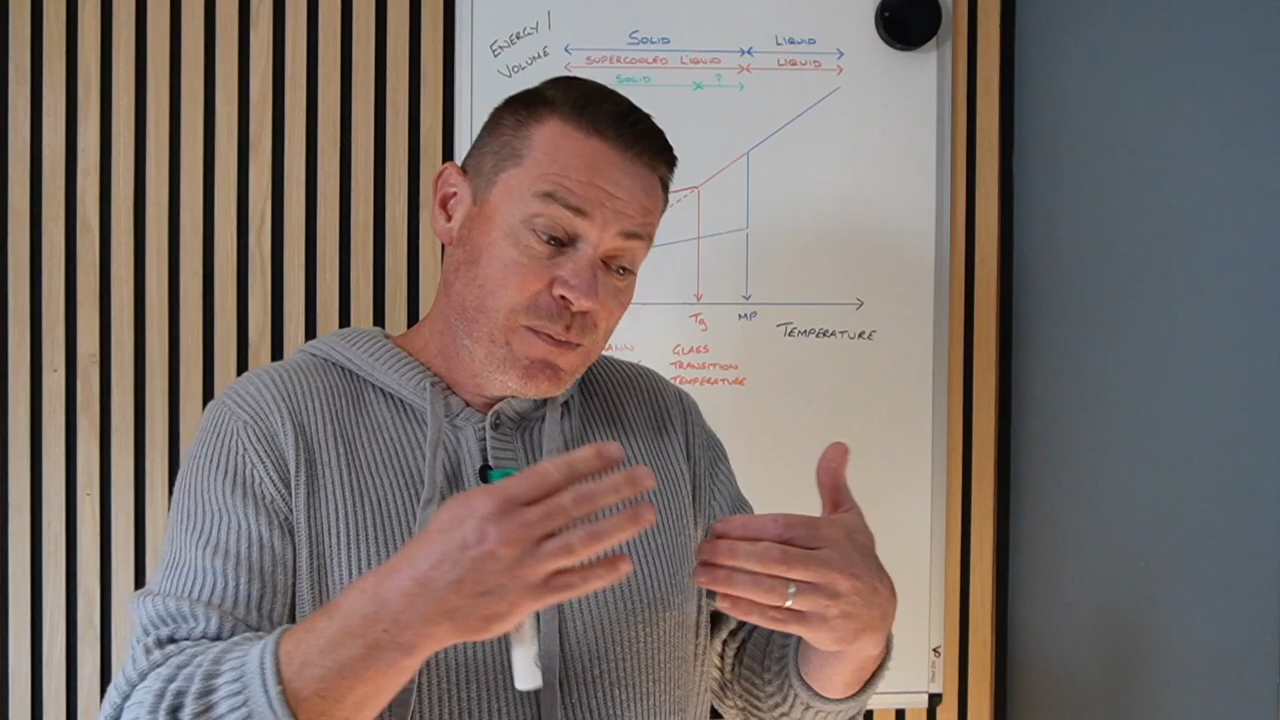 ENERGY /
VOLUME
SOLID LIQUID
SUPERCOOLED LIQUID LIQUID
SOLID ?
Tg MP
TEMPERATURE
GLASS
TRANSITION
TEMPERATURE